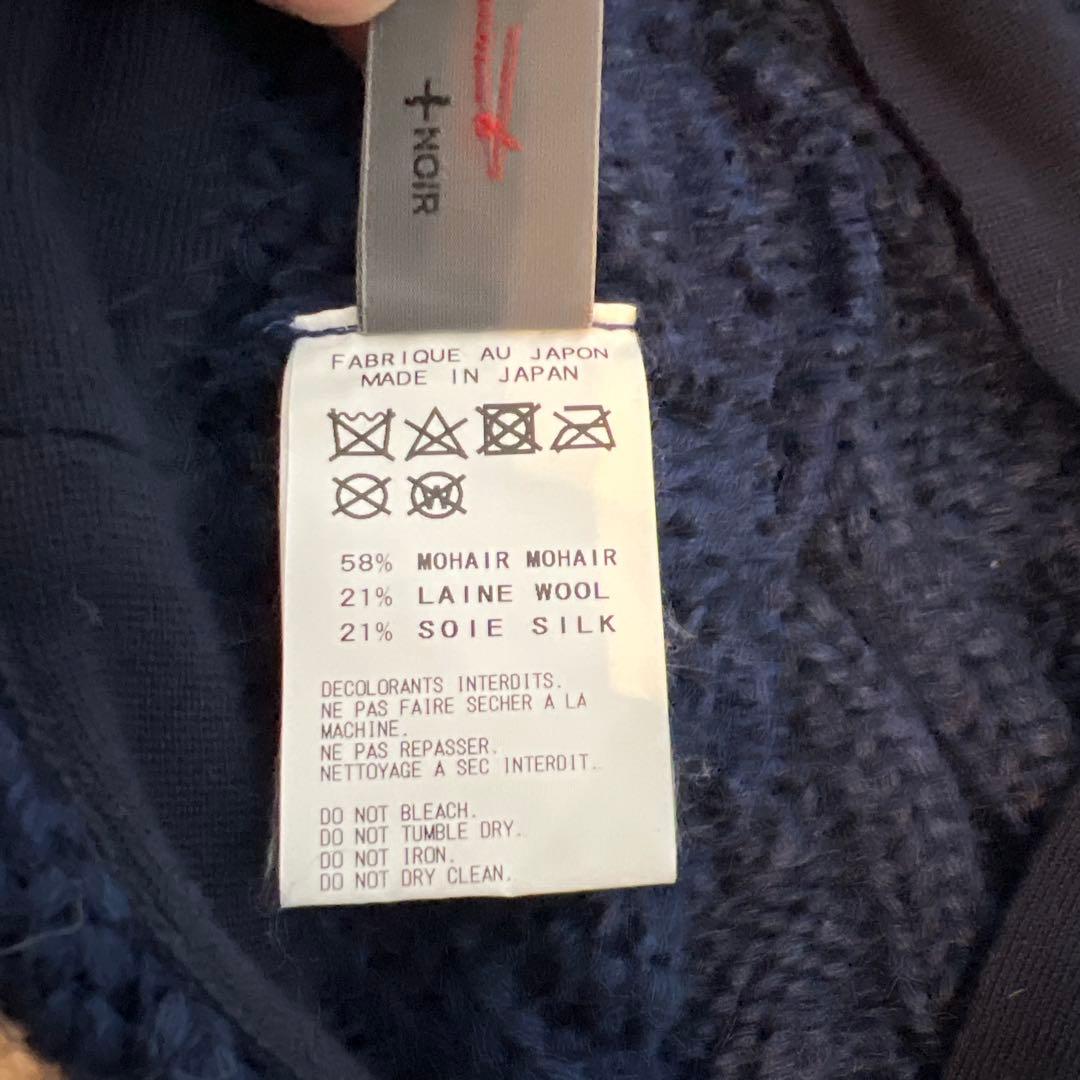 NOIR
FABRIQUE AU JAPON
MADE IN JAPAN
W
58% MOHAIR MOHAIR
21% LAINE WOOL
21% SOIE SILK
DECOLORANTS INTERDITS.
NE PAS FAIRE SECHER A LA
MACHINE.
NE PAS REPASSER.
NETTOYAGE A SEC INTERDIT.
DO NOT BLEACH.
DO NOT TUMBLE DRY.
DO NOT IRON.
DO NOT DRY CLEAN.